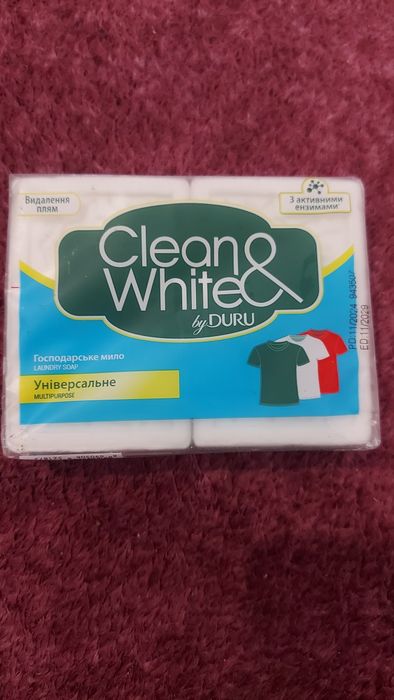 Видалення
плям
З активними
ензимами
Clean &
White
by DURU
Господарське мило
LAUNDRY SOAP
Універсальне
MULTIPURPOSE
PD:11/2024 943507
ED:11/2029